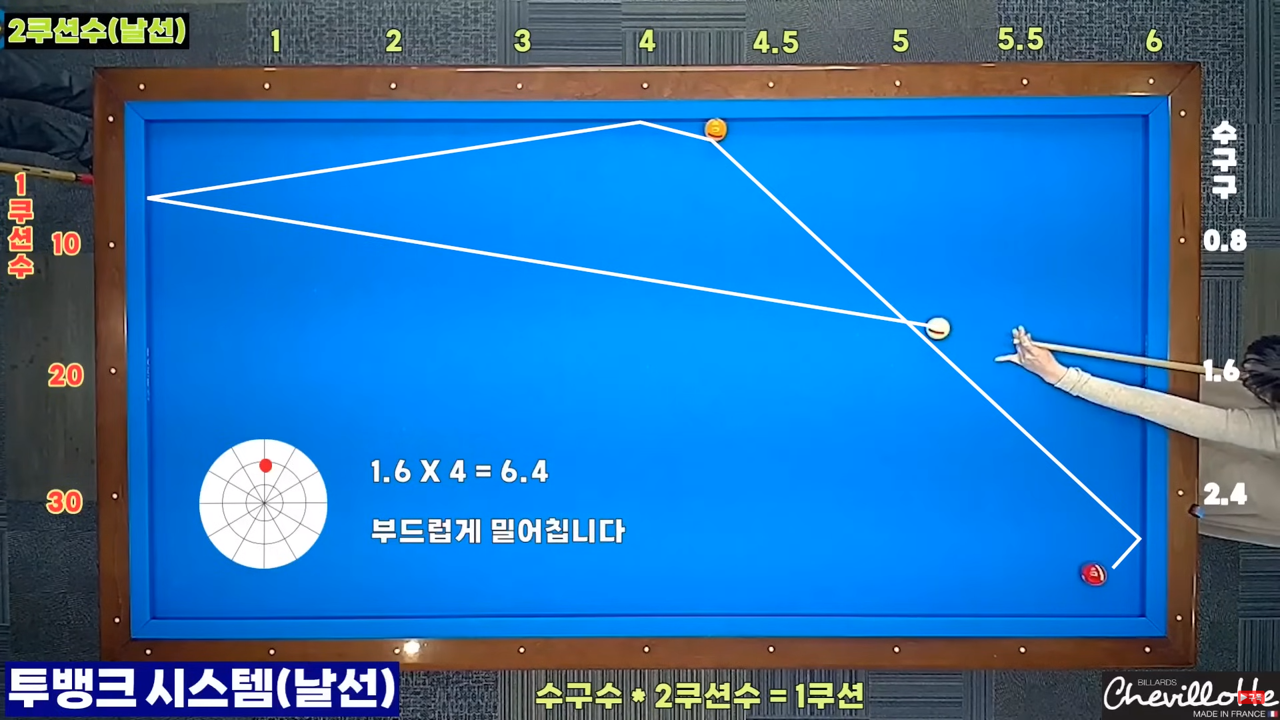 2쿠션수(날선)
1 2 3 4 4.5 5 5.5 6
수구수
1쿠션수
10
20
30
0.8
1.6
2.4
1.6 X 4 = 6.4
부드럽게 밀어칩니다
투뱅크 시스템(날선)
수구수 * 2쿠션수 = 1쿠션
BILLARDS
Chevillotte
MADE IN FRANCE